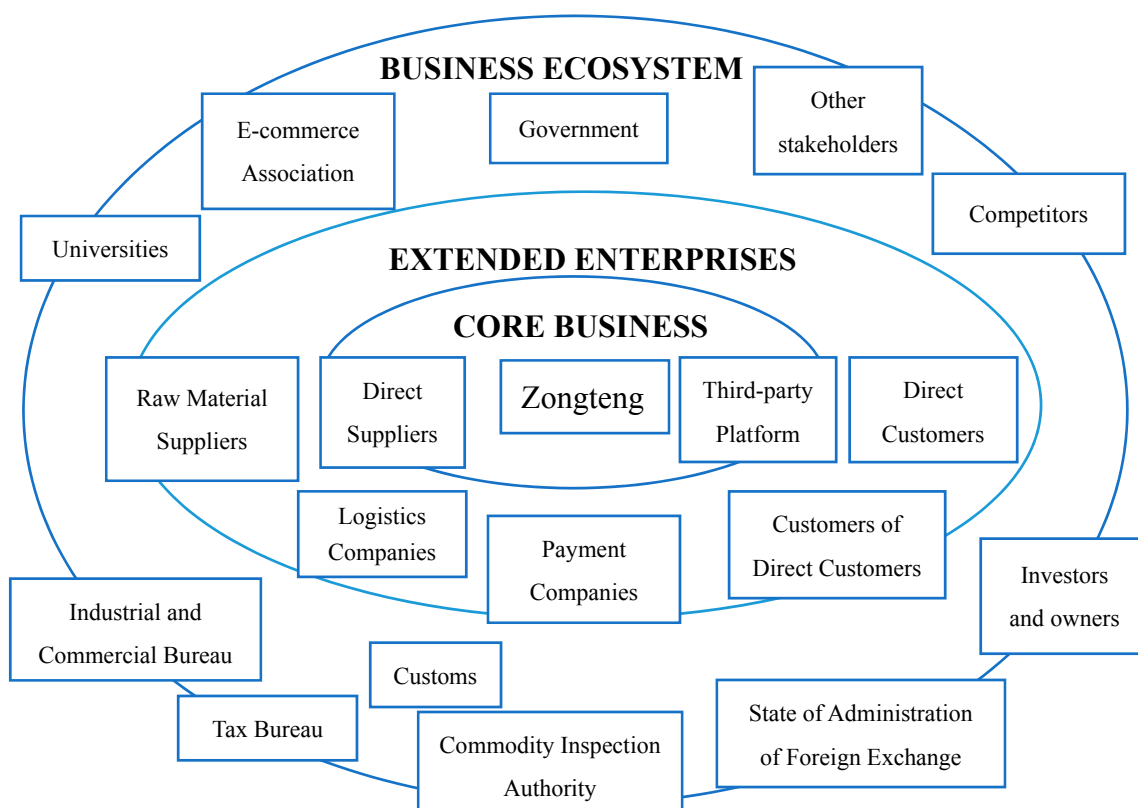 BUSINESS ECOSYSTEM
E-commerce
Association
Government
Other
stakeholders
Universities
Competitors
EXTENDED ENTERPRISES
CORE BUSINESS
Raw Material
Suppliers
Direct
Suppliers
Zongteng
Third-party
Platform
Direct
Customers
Logistics
Companies
Payment
Companies
Customers of
Direct Customers
Investors
and owners
Industrial and
Commercial Bureau
Customs
Tax Bureau
Commodity Inspection
Authority
State of Administration
of Foreign Exchange